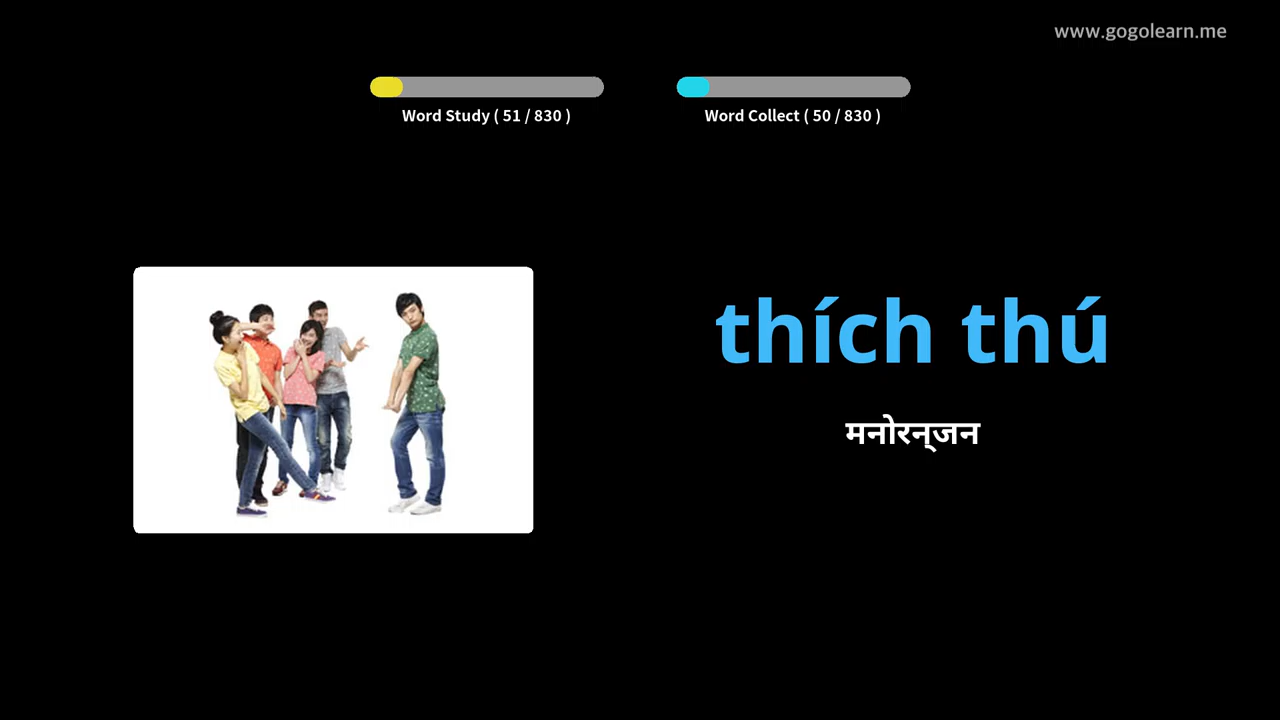 www.gogolearn.me
Word Study ( 51 / 830 )
Word Collect ( 50 / 830 )
thích thú
मनोरन्‌जन